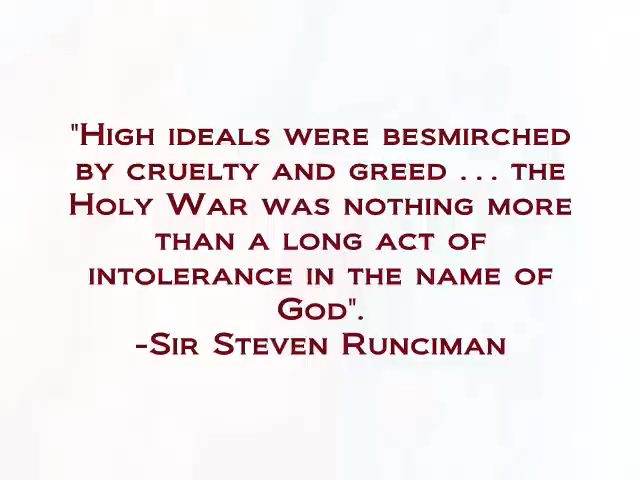 "High ideals were besmirched
by cruelty and greed . . . the
Holy War was nothing more
than a long act of
intolerance in the name of
God".
-Sir Steven Runciman